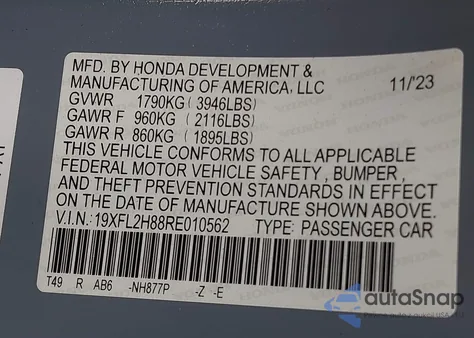 MFD. BY HONDA DEVELOPMENT &
MANUFACTURING OF AMERICA, LLC 11/23
GVWR 1790KG (3946LBS)
GAWR F 960KG (2116LBS)
GAWR R 860KG (1895LBS)
THIS VEHICLE CONFORMS TO ALL APPLICABLE
FEDERAL MOTOR VEHICLE SAFETY, BUMPER,
AND THEFT PREVENTION STANDARDS IN EFFECT
ON THE DATE OF MANUFACTURE SHOWN ABOVE.
V.I.N.: 19XFL2H88RE010562 TYPE: PASSENGER CAR
T49 R AB6 -NH877P -Z -E
autaSnap